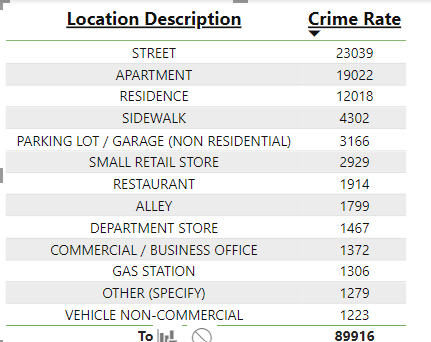 Location Description Crime Rate
STREET 23039
APARTMENT 19022
RESIDENCE 12018
SIDEWALK 4302
PARKING LOT / GARAGE (NON RESIDENTIAL) 3166
SMALL RETAIL STORE 2929
RESTAURANT 1914
ALLEY 1799
DEPARTMENT STORE 1467
COMMERCIAL / BUSINESS OFFICE 1372
GAS STATION 1306
OTHER (SPECIFY) 1279
VEHICLE NON-COMMERCIAL 1223
To 89916